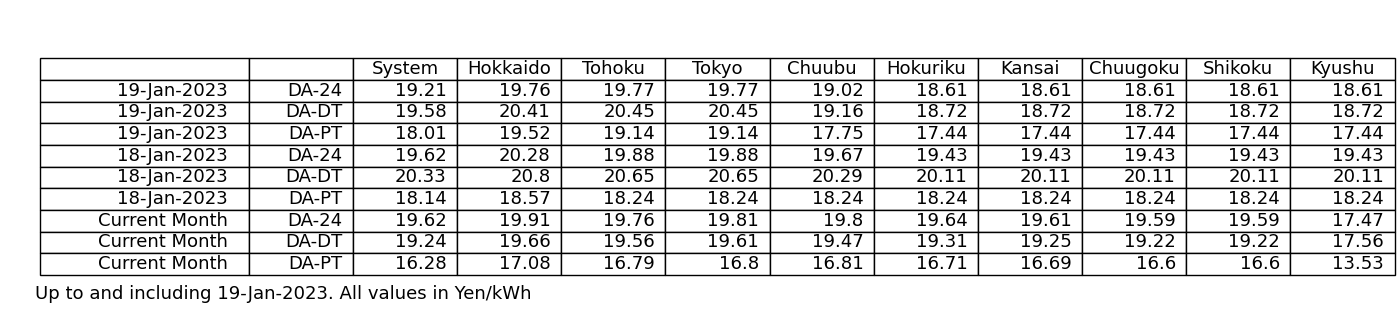 System Hokkaido Tohoku Tokyo Chuubu Hokuriku Kansai Chuugoku Shikoku Kyushu
19-Jan-2023 DA-24 19.21 19.76 19.77 19.77 19.02 18.61 18.61 18.61 18.61 18.61
19-Jan-2023 DA-DT 19.58 20.41 20.45 20.45 19.16 18.72 18.72 18.72 18.72 18.72
19-Jan-2023 DA-PT 18.01 19.52 19.14 19.14 17.75 17.44 17.44 17.44 17.44 17.44
18-Jan-2023 DA-24 19.62 20.28 19.88 19.88 19.67 19.43 19.43 19.43 19.43 19.43
18-Jan-2023 DA-DT 20.33 20.8 20.65 20.65 20.29 20.11 20.11 20.11 20.11 20.11
18-Jan-2023 DA-PT 18.14 18.57 18.24 18.24 18.24 18.24 18.24 18.24 18.24 18.24
Current Month DA-24 19.62 19.91 19.76 19.81 19.8 19.64 19.61 19.59 19.59 17.47
Current Month DA-DT 19.24 19.66 19.56 19.61 19.47 19.31 19.25 19.22 19.22 17.56
Current Month DA-PT 16.28 17.08 16.79 16.8 16.81 16.71 16.69 16.6 16.6 13.53
Up to and including 19-Jan-2023. All values in Yen/kWh